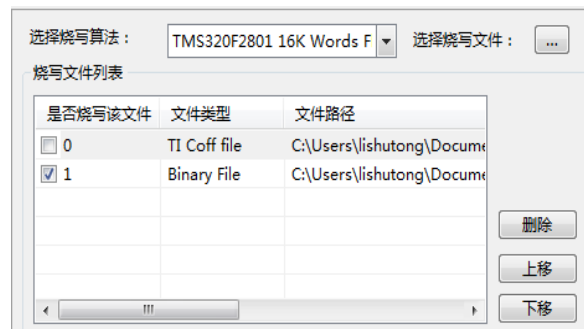 选择烧写算法： TMS320F2801 16K Words F 选择烧写文件： ...
烧写文件列表
是否烧写该文件 文件类型 文件路径
0 TI Coff file C:\Users\lishutong\Docume
1 Binary File C:\Users\lishutong\Docume
删除
上移
下移